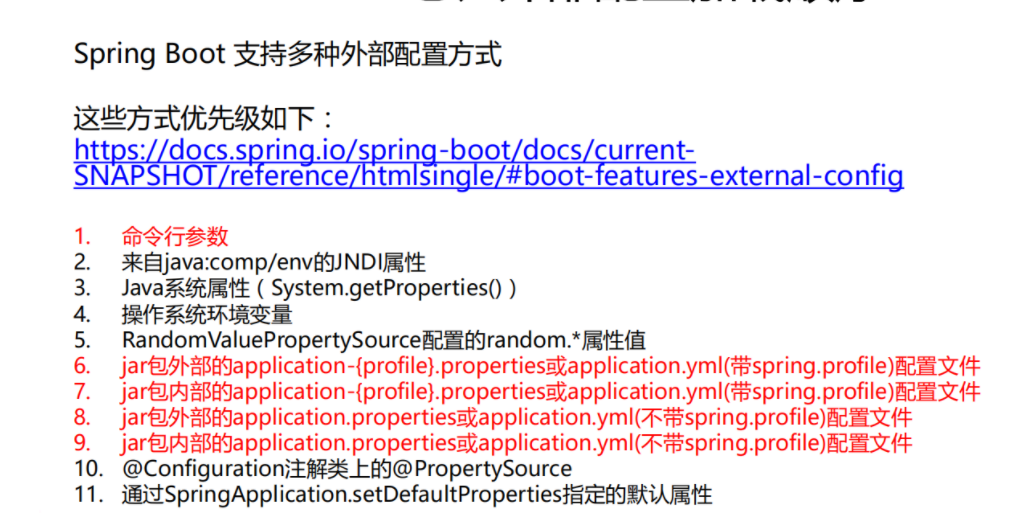 Spring Boot 支持多种外部配置方式
这些方式优先级如下：
https://docs.spring.io/spring-boot/docs/current-
SNAPSHOT/reference/htmlsingle/#boot-features-external-config
1. 命令行参数
2. 来自java:comp/env的JNDI属性
3. Java系统属性（System.getProperties()）
4. 操作系统环境变量
5. RandomValuePropertySource配置的random.*属性值
6. jar包外部的application-{profile}.properties或application.yml(带spring.profile)配置文件
7. jar包内部的application-{profile}.properties或application.yml(带spring.profile)配置文件
8. jar包外部的application.properties或application.yml(不带spring.profile)配置文件
9. jar包内部的application.properties或application.yml(不带spring.profile)配置文件
10. @Configuration注解类上的@PropertySource
11. 通过SpringApplication.setDefaultProperties指定的默认属性